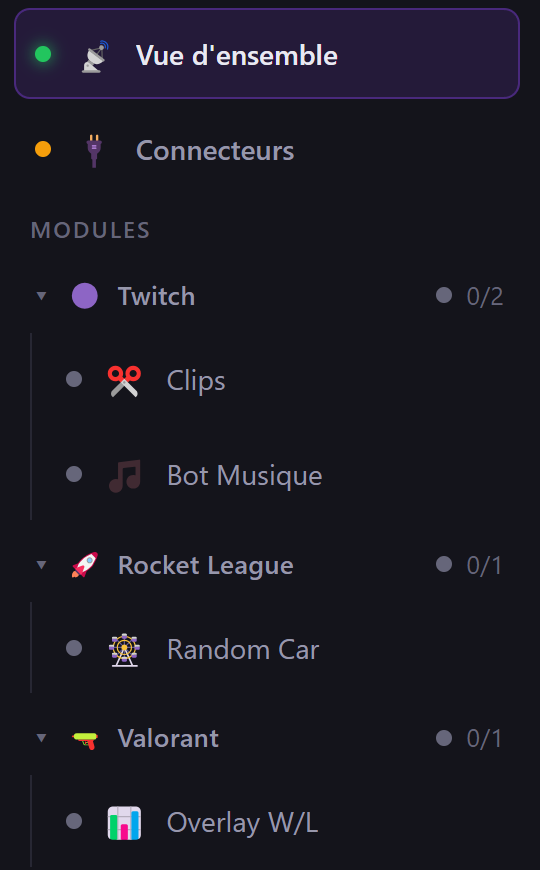 Vue d'ensemble
Connecteurs
MODULES
Twitch 0/2
Clips
Bot Musique
Rocket League 0/1
Random Car
Valorant 0/1
Overlay W/L